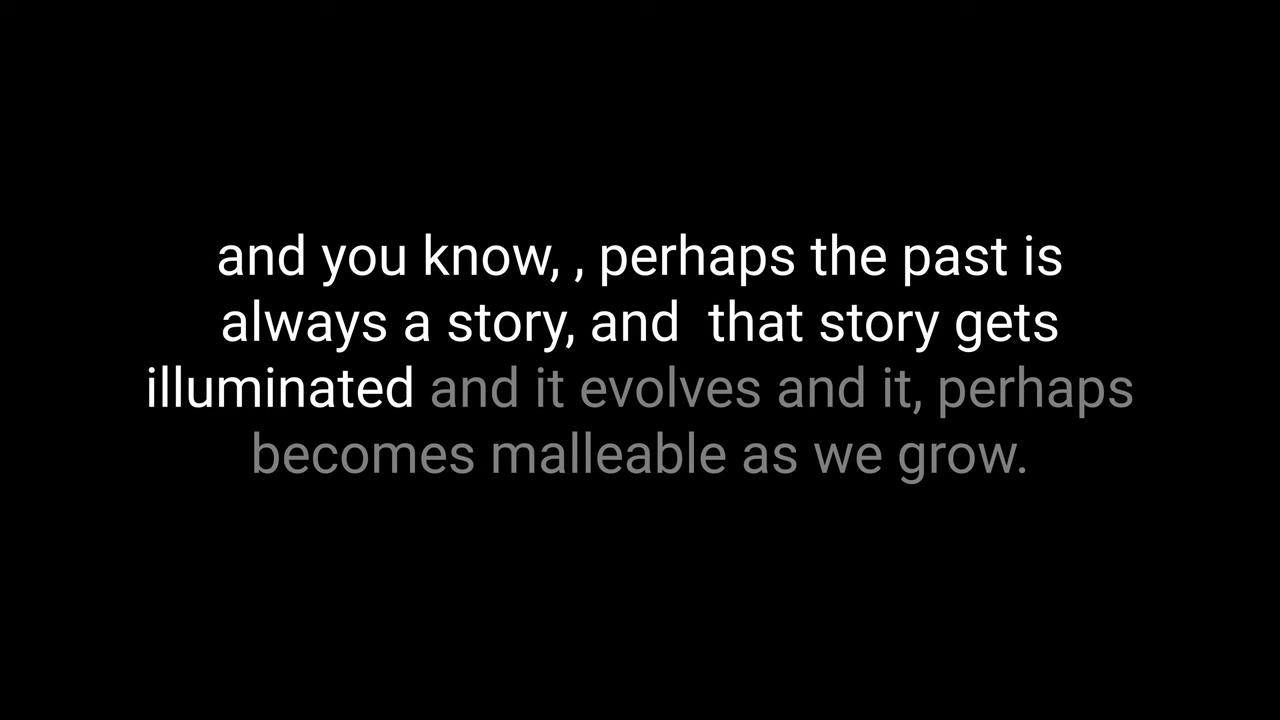 and you know, , perhaps the past is
always a story, and  that story gets
illuminated and it evolves and it, perhaps
becomes malleable as we grow.